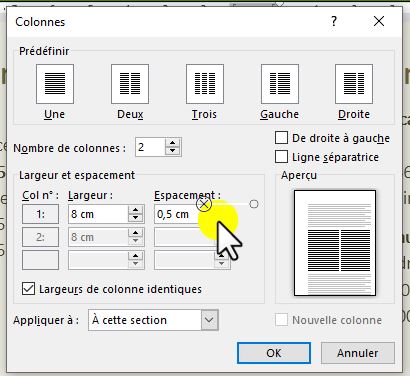 Colonnes
Prédéfinir
Une Deux Trois Gauche Droite
Nombre de colonnes : 2
De droite à gauche
Ligne séparatrice
Largeur et espacement
Aperçu
Col n° : Largeur : Espacement :
1: 8 cm 0,5 cm
2: 8 cm
Largeurs de colonne identiques
Appliquer à : À cette section
Nouvelle colonne
OK Annuler